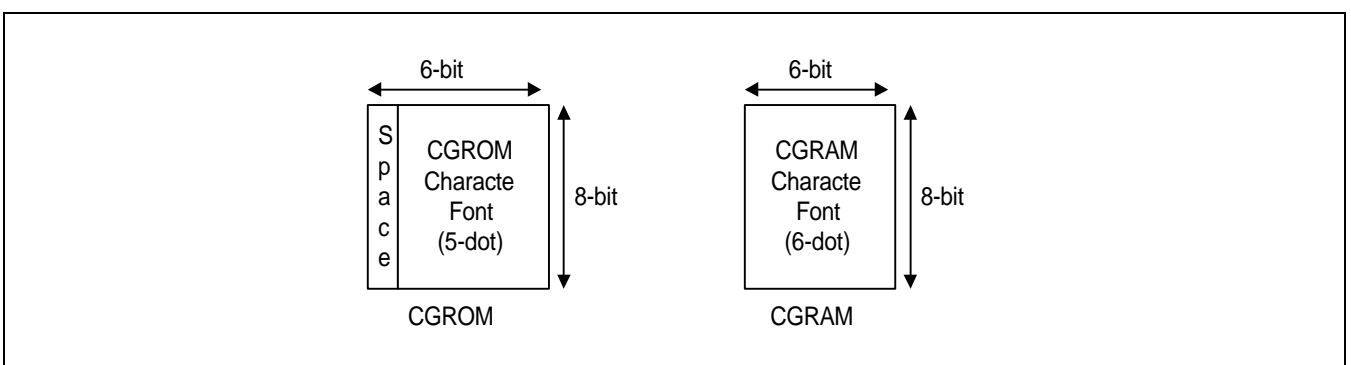 6-bit
Space
CGROM
Characte
Font
(5-dot)
8-bit
CGROM
6-bit
CGRAM
Characte
Font
(6-dot)
8-bit
CGRAM